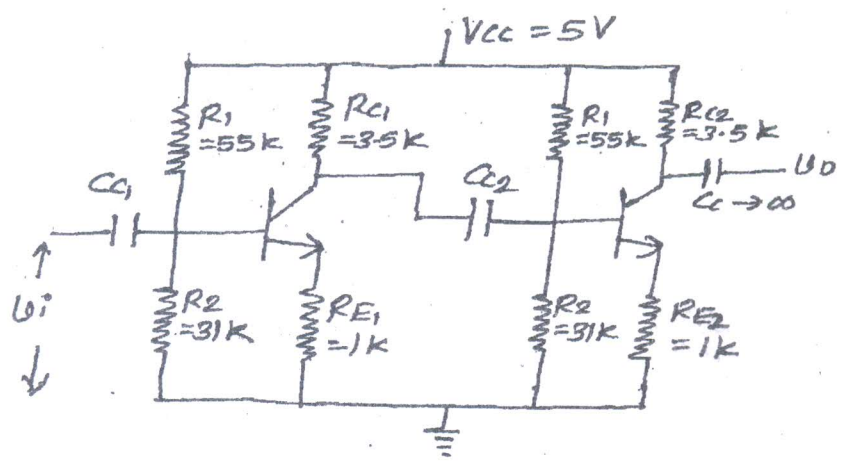 Vcc = 5V
R1
=55k
Rc1
=3.5k
R1
=55k
Rc2
=3.5k
Cc1
Cc2
υo
Cc → ∞
υi
R2
=31k
RE1
=1k
R2
=31k
RE2
=1k